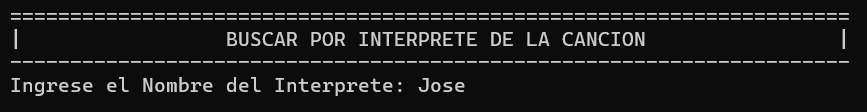 ======================================================================
|                 BUSCAR POR INTERPRETE DE LA CANCION                |
----------------------------------------------------------------------
Ingrese el Nombre del Interprete: Jose